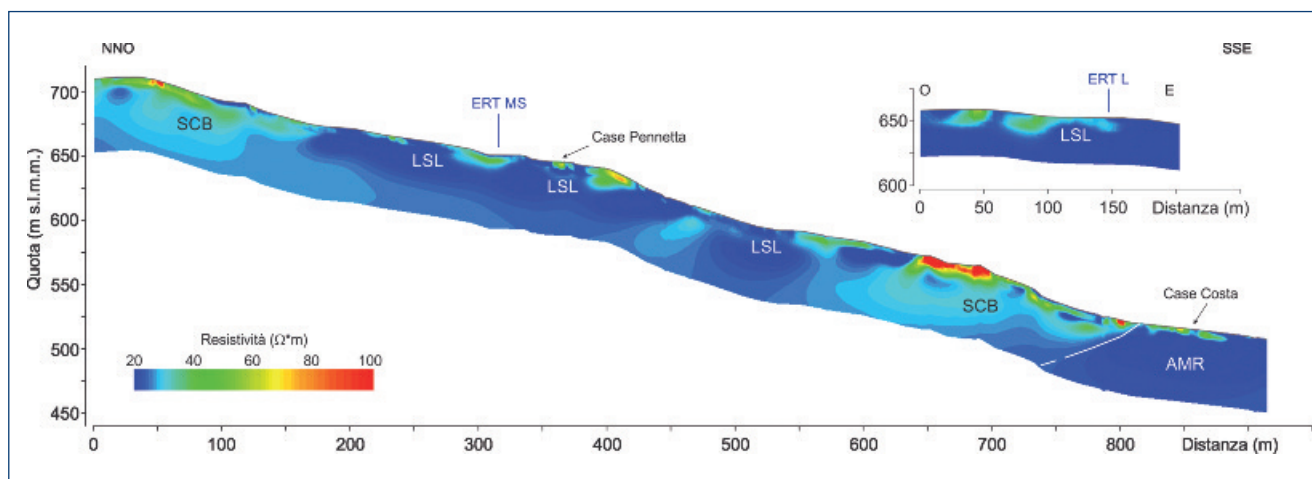 NNO
SSE
Quota (m s.l.m.m.)
700
650
600
550
500
450
SCB
ERT MS
Case Pennetta
LSL
LSL
LSL
SCB
Case Costa
AMR
Resistività (Ω*m)
20 40 60 80 100
0 100 200 300 400 500 600 700 800 Distanza (m)
O
ERT L
E
650
600
LSL
0 50 100 150 Distanza (m)